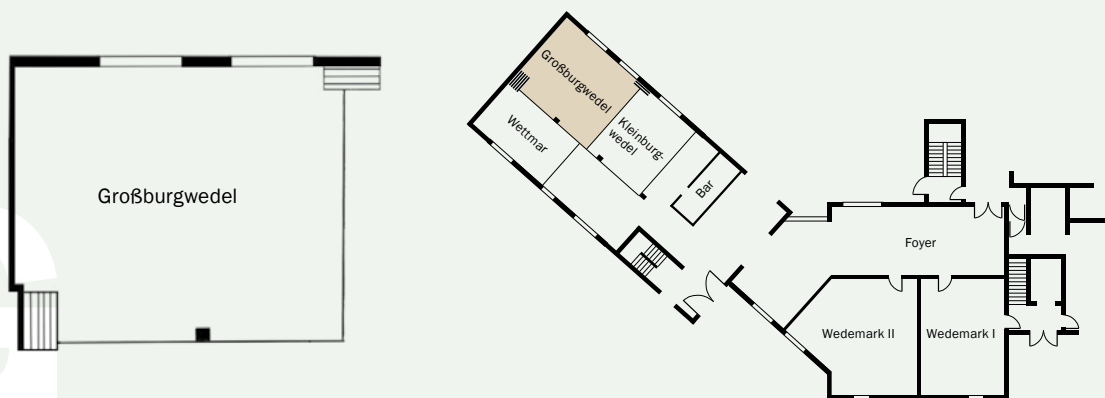 Großburgwedel
Großburgwedel
Wettmar
Kleinburg-
wedel
Bar
Foyer
Wedemark II
Wedemark I